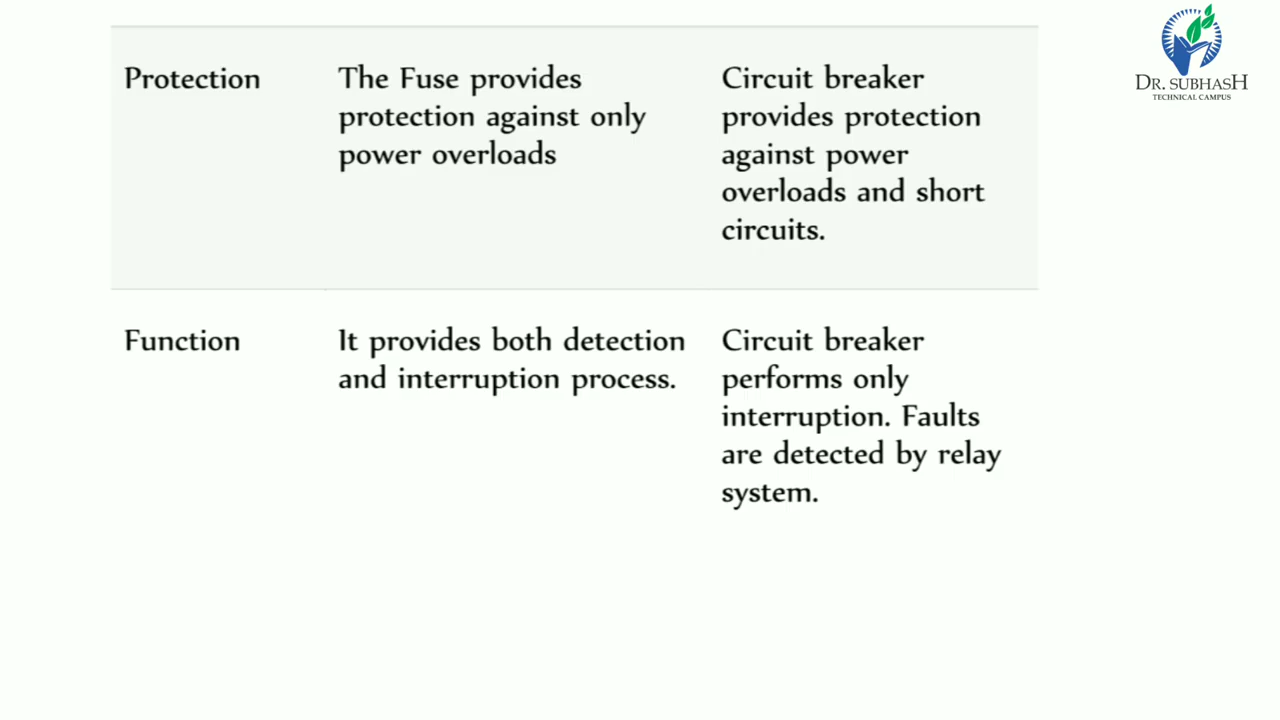 Protection
The Fuse provides
protection against only
power overloads
Circuit breaker
provides protection
against power
overloads and short
circuits.
Function
It provides both detection
and interruption process.
Circuit breaker
performs only
interruption. Faults
are detected by relay
system.
DR. SUBHASH
TECHNICAL CAMPUS